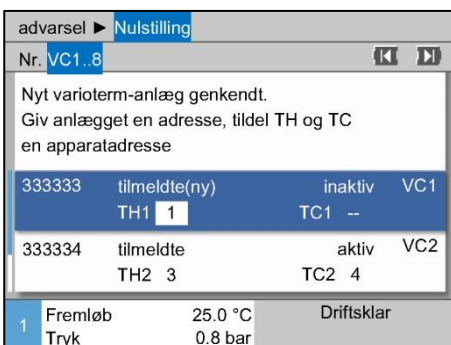 advarsel ► Nulstilling
Nr. VC1..8
Nyt varioterm-anlæg genkendt.
Giv anlægget en adresse, tildel TH og TC
en apparatadresse
333333 tilmeldte(ny) inaktiv VC1
TH1 1 TC1 --
333334 tilmeldte aktiv VC2
TH2 3 TC2 4
1 Fremløb 25.0 °C Driftsklar
Tryk 0.8 bar